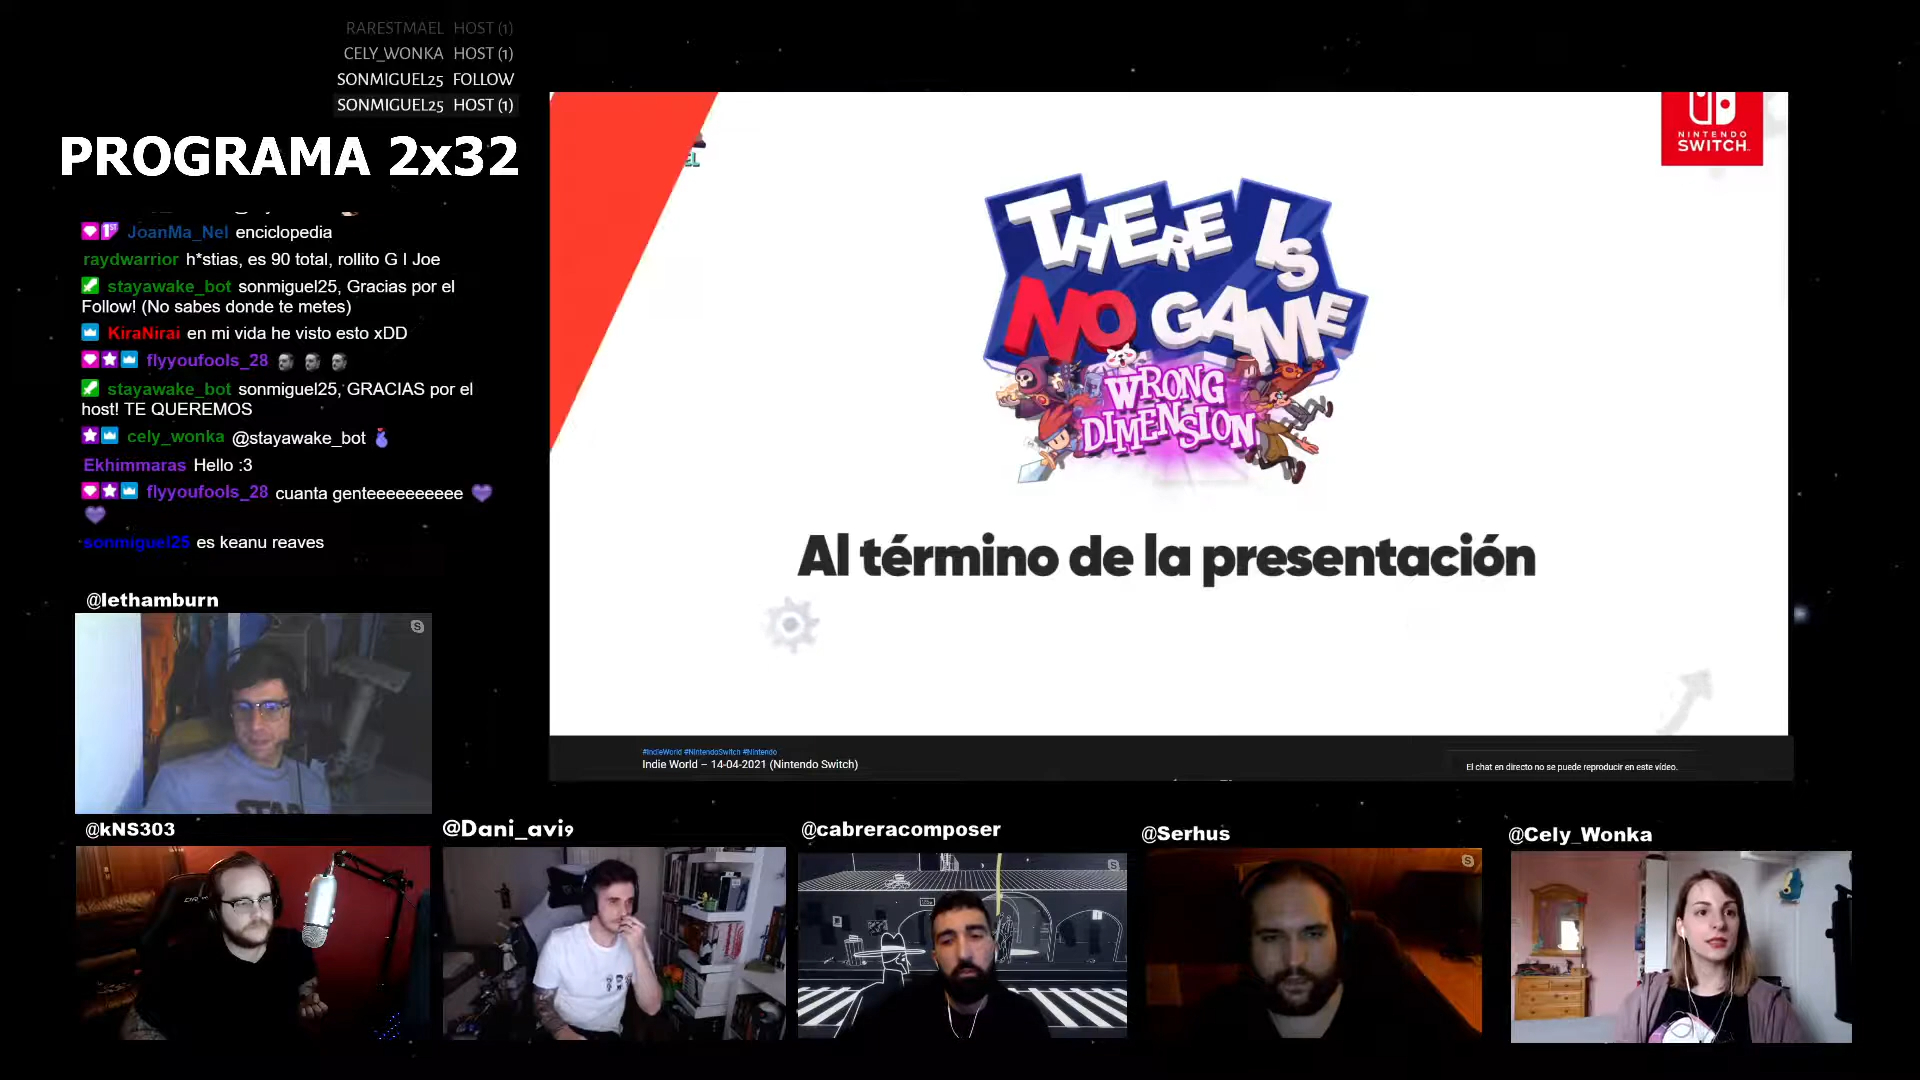 RARESTMAEL HOST (1)
CELY_WONKA HOST (1)
SONMIGUEL25 FOLLOW
SONMIGUEL25 HOST (1)
PROGRAMA 2x32
JoanMa_Nel enciclopedia
raydwarrior h*stias, es 90 total, rollito G I Joe
stayawake_bot sonmiguel25, Gracias por el
Follow! (No sabes donde te metes)
KiraNirai en mi vida he visto esto xDD
flyyoufools_28
stayawake_bot sonmiguel25, GRACIAS por el
host! TE QUEREMOS
cely_wonka @stayawake_bot
Ekhimmaras Hello :3
flyyoufools_28 cuanta genteeeeeeeeee
sonmiguel25 es keanu reaves
NINTENDO
SWITCH
THERE IS
NO GAME
WRONG
DIMENSION
Al término de la presentación
#IndieWorld #NintendoSwitch #Nintendo
Indie World – 14-04-2021 (Nintendo Switch)
El chat en directo no se puede reproducir en este vídeo.
@lethamburn
@kNS303
@Dani_avi9
@cabreracomposer
@Serhus
@Cely_Wonka